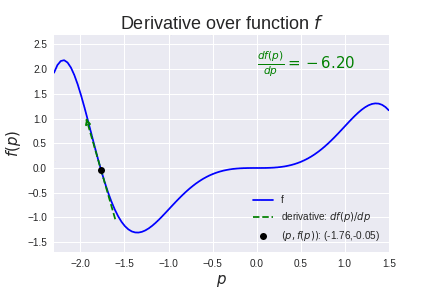 Derivative over function f
df(p)
dp
= −6.20
2.5
2.0
1.5
1.0
0.5
0.0
−0.5
−1.0
−1.5
f(p)
f
derivative: df(p)/dp
(p, f(p)): (-1.76,-0.05)
−2.0 −1.5 −1.0 −0.5 0.0 0.5 1.0 1.5
p